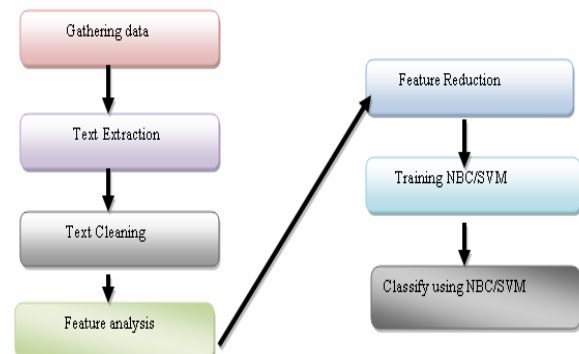 Gathering data
Text Extraction
Text Cleaning
Feature analysis
Feature Reduction
Training NBC/SVM
Classify using NBC/SVM